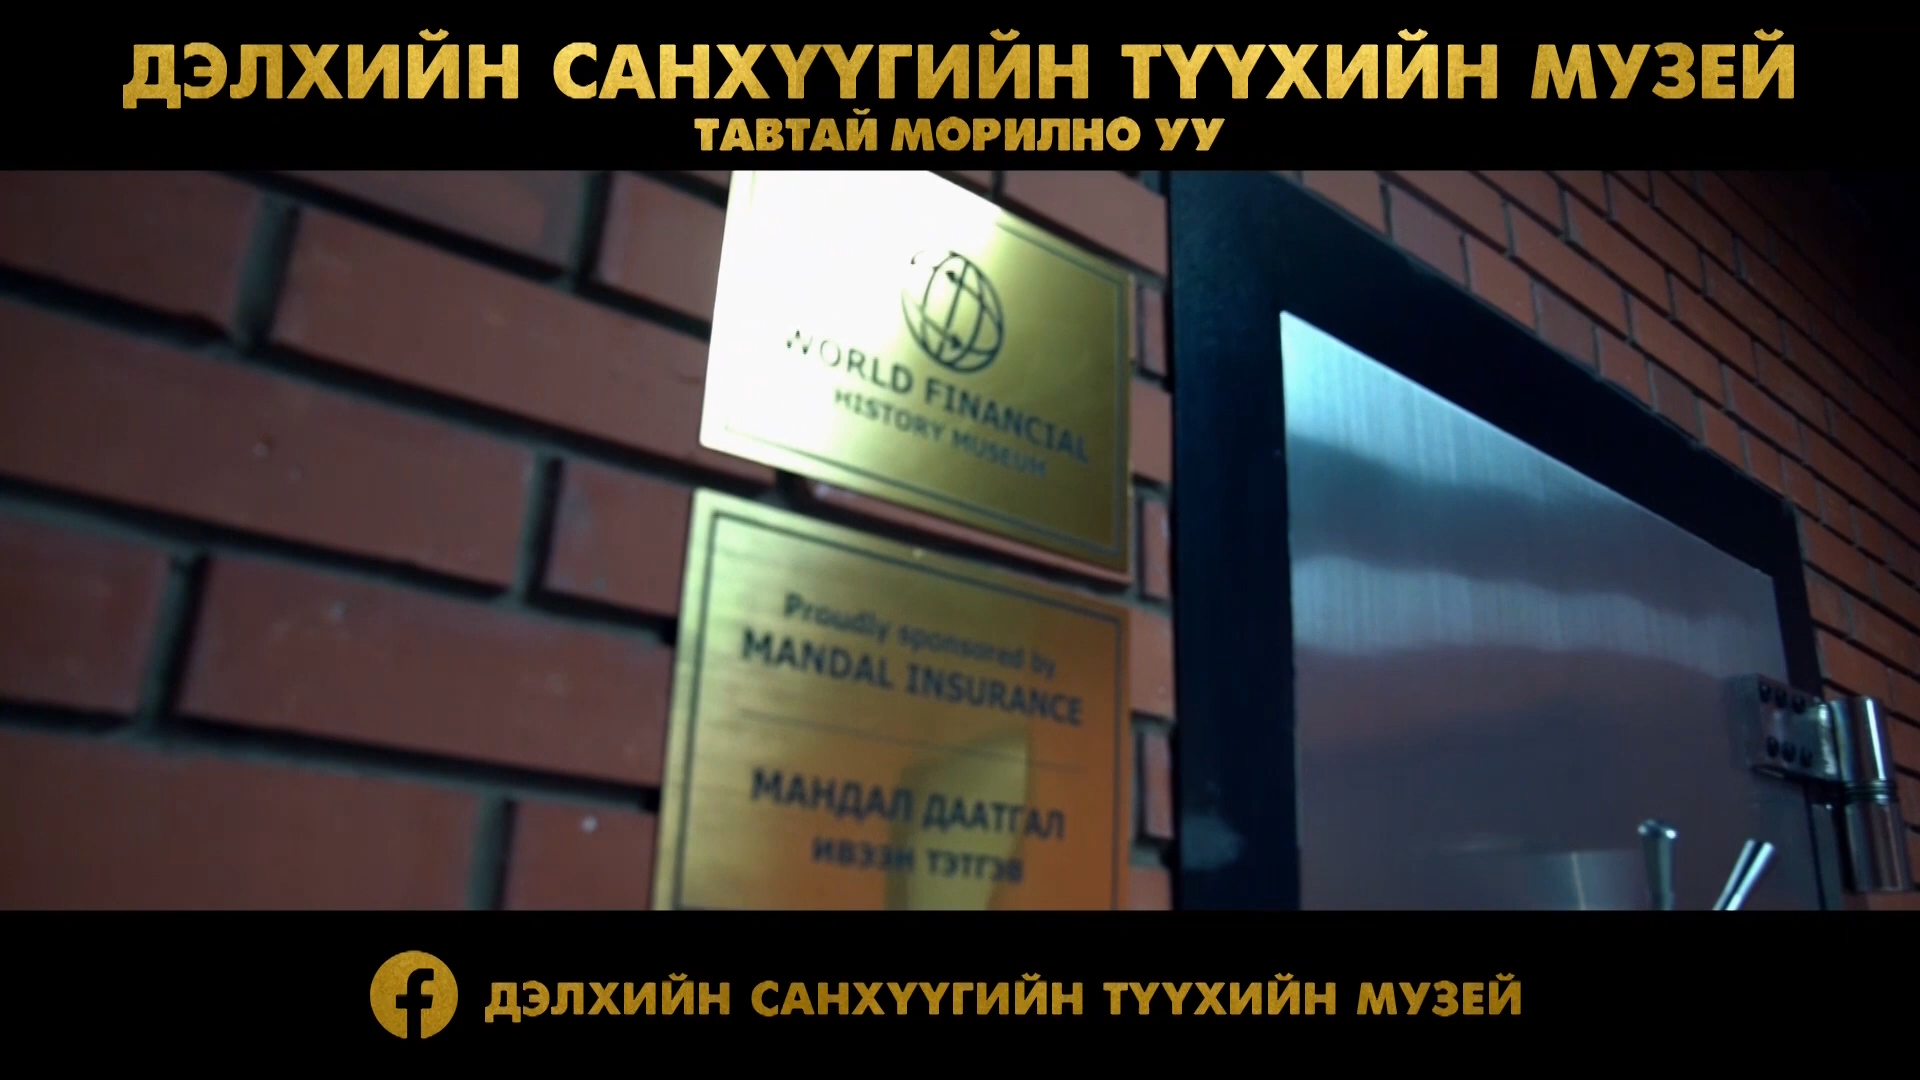 ДЭЛХИЙН САНХҮҮГИЙН ТҮҮХИЙН МУЗЕЙ
ТАВТАЙ МОРИЛНО УУ
WORLD FINANCIAL
HISTORY MUSEUM
Proudly sponsored by
MANDAL INSURANCE
МАНДАЛ ДААТГАЛ
ИВЭЭН ТЭТГЭВ
ДЭЛХИЙН САНХҮҮГИЙН ТҮҮХИЙН МУЗЕЙ